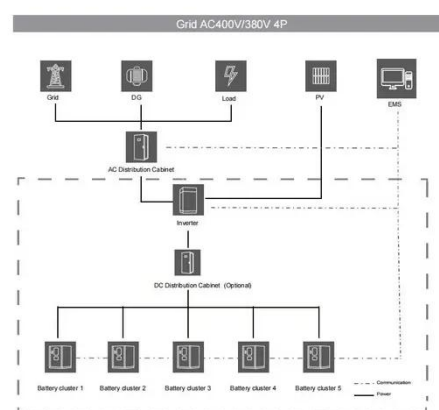 Grid AC400V/380V 4P
Grid
DG
Load
PV
EMS
AC Distribution Cabinet
Inverter
DC Distribution Cabinet (Optional)
Battery cluster 1
Battery cluster 2
Battery cluster 3
Battery cluster 4
Battery cluster 5
Communication
Power